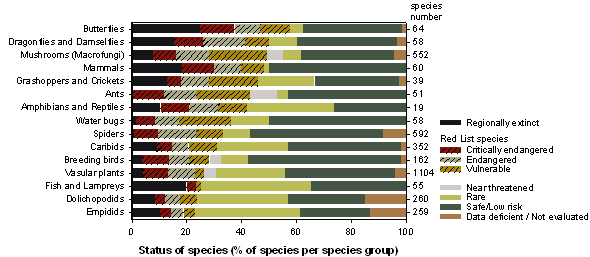 species
number
Butterflies 64
Dragonflies and Damselflies 58
Mushrooms (Macrofungi) 552
Mammals 60
Grashoppers and Crickets 39
Ants 51
Amphibians and Reptiles 19
Water bugs 58
Spiders 592
Caribids 352
Breeding birds 162
Vasular plants 1104
Fish and Lampreys 55
Dolichopodids 260
Empidids 259
0 20 40 60 80 100
Status of species (% of species per species group)
Regionally extinct
Red List species
Critically endangered
Endangered
Vulnerable
Near threatened
Rare
Safe/Low risk
Data deficient / Not evaluated